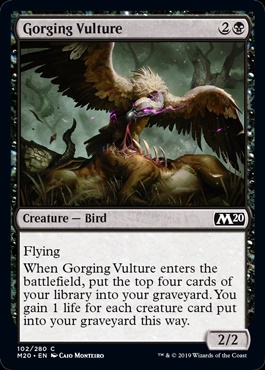 Gorging Vulture 2
Creature — Bird
M20
Flying
When Gorging Vulture enters the
battlefield, put the top four cards of
your library into your graveyard. You
gain 1 life for each creature card put
into your graveyard this way.
2/2
102/280 C
M20 • EN Caio Monteiro
™ & © 2019 Wizards of the Coast